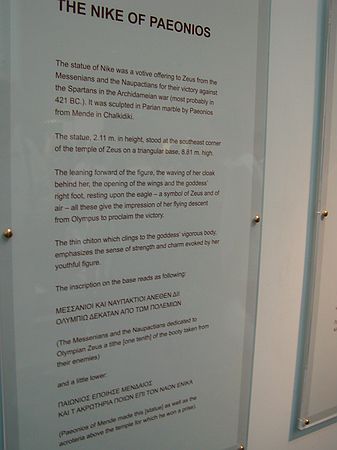 THE NIKE OF PAEONIOS
The statue of Nike was a votive offering to Zeus from the
Messenians and the Naupactians for their victory against
the Spartans in the Archidameian war (most probably in
421 BC.). It was sculpted in Parian marble by Paeonios
from Mende in Chalkidiki.
The statue, 2.11 m. in height, stood at the southeast corner
of the temple of Zeus on a triangular base, 8.81 m. high.
The leaning forward of the figure, the waving of her cloak
behind her, the opening of the wings and the goddess'
right foot, resting upon the eagle – a symbol of Zeus and of
air – all these give the impression of her flying descent
from Olympus to proclaim the victory.
The thin chiton which clings to the goddess' vigorous body,
emphasizes the sense of strength and charm evoked by her
youthful figure.
The inscription on the base reads as following:
ΜΕΣΣΑΝΙΟΙ ΚΑΙ ΝΑΥΠΑΚΤΙΟΙ ΑΝΕΘΕΝ ΔΙΙ
ΟΛΥΜΠΙΩ ΔΕΚΑΤΑΝ ΑΠΟ ΤΩΜ ΠΟΛΕΜΙΩΝ
(The Messenians and the Naupactians dedicated to
Olympian Zeus a tithe [one tenth] of the booty taken from
their enemies)
and a little lower:
ΠΑΙΩΝΙΟΣ ΕΠΟΙΗΣΕ ΜΕΝΔΑΙΟΣ
ΚΑΙ Τ ΑΚΡΩΤΗΡΙΑ ΠΟΙΩΝ ΕΠΙ ΤΟΝ ΝΑΟΝ ΕΝΙΚΑ
(Paeonios of Mende made this [statue] as well as the
acroteria above the temple for which he won a prise).